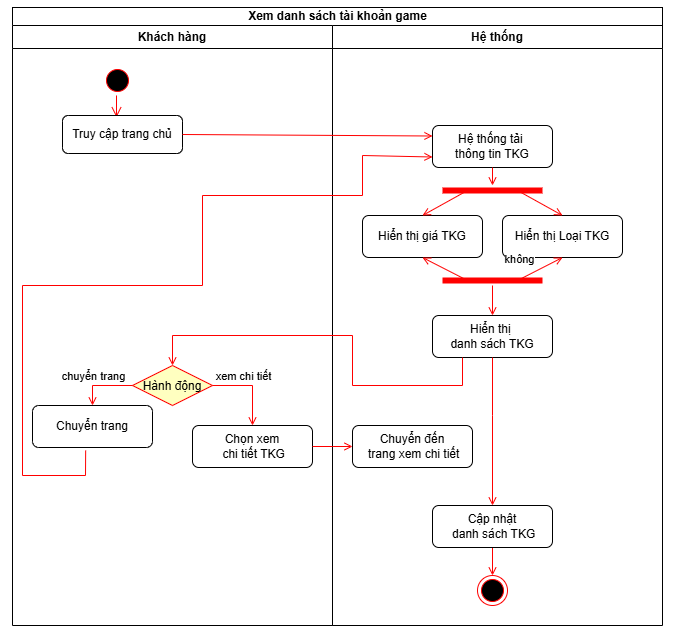 Xem danh sách tài khoản game
Khách hàng
Hệ thống
Truy cập trang chủ
Hệ thống tải
thông tin TKG
Hiển thị giá TKG
Hiển thị Loại TKG
không
Hiển thị
danh sách TKG
chuyển trang
Hành động
xem chi tiết
Chuyển trang
Chọn xem
chi tiết TKG
Chuyển đến
trang xem chi tiết
Cập nhật
danh sách TKG